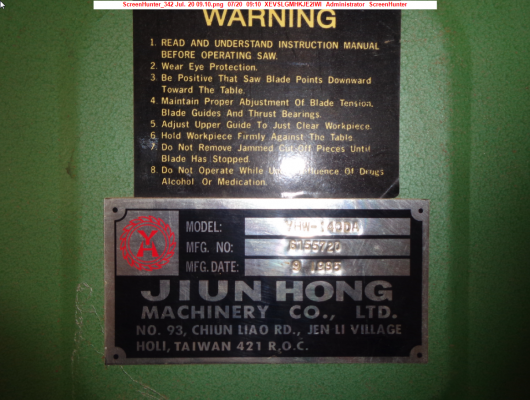 ScreenHunter_342 Jul. 20 09.10.png 07/20 09:10 Administrator ScreenHunter
WARNING
1. READ AND UNDERSTAND INSTRUCTION MANUAL
BEFORE OPERATING SAW.
2. Wear Eye Protection.
3. Be Positive That Saw Blade Points Downward
Toward The Table.
4. Maintain Proper Adjustment Of Blade Tension,
Blade Guides And Thrust Bearings.
5. Adjust Upper Guide To Just Clear Workpiece.
6. Hold Workpiece Firmly Against The Table.
7. Do Not Remove Jammed Cut-Off Pieces Until
Blade Has Stopped.
8. Do Not Operate While Influence Of Drugs
Alcohol Or Medication.
MODEL:
MFG. NO:
MFG. DATE: 9 1995
JIUN HONG
MACHINERY CO., LTD.
NO. 93, CHIUN LIAO RD., JEN LI VILLAGE
HOLI, TAIWAN 421 R.O.C.